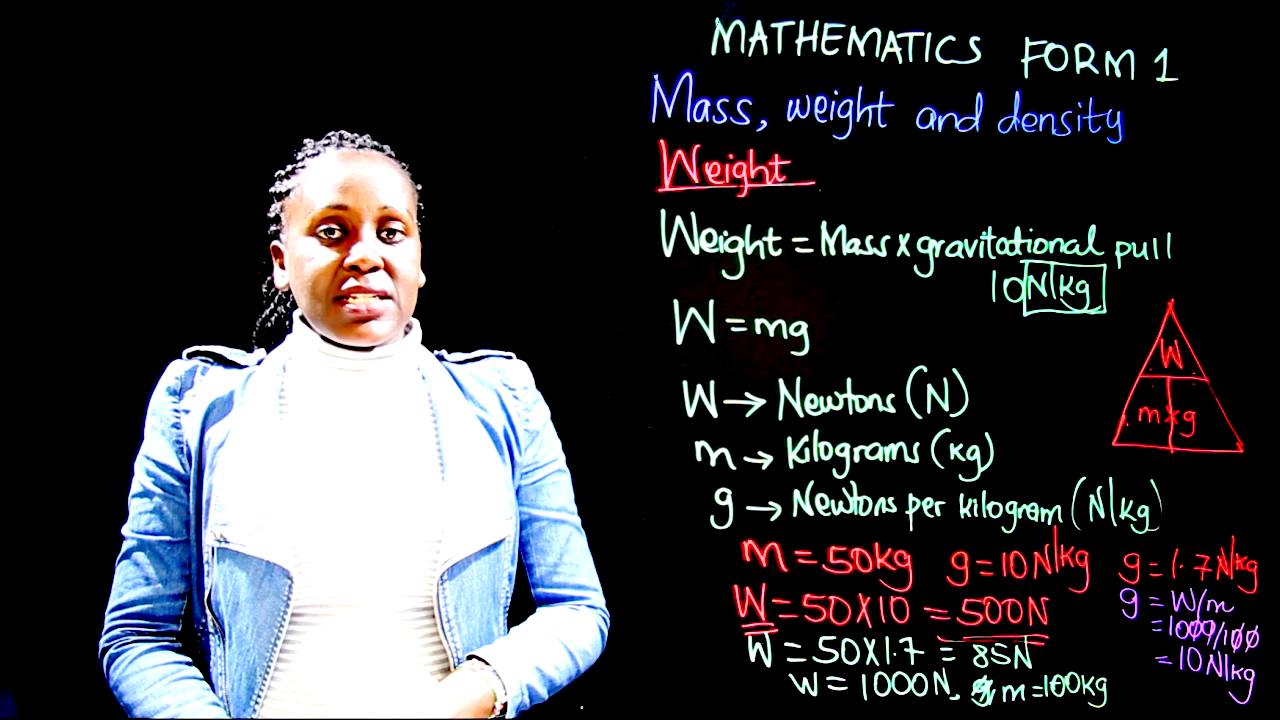 MATHEMATICS FORM 1
Mass, weight and density
Weight
Weight = Mass x gravitational pull
10 N/kg
W = mg
W
m x g
W → Newtons (N)
m → Kilograms (kg)
g → Newtons per kilogram (N/kg)
m = 50kg g = 10N/kg
W = 50 X 10 = 500N
W = 50 X 1.7 = 85N
W = 1000N, m = 100kg
g = 1.7 N/kg
g = W/m
= 1000/100
= 10 N/kg